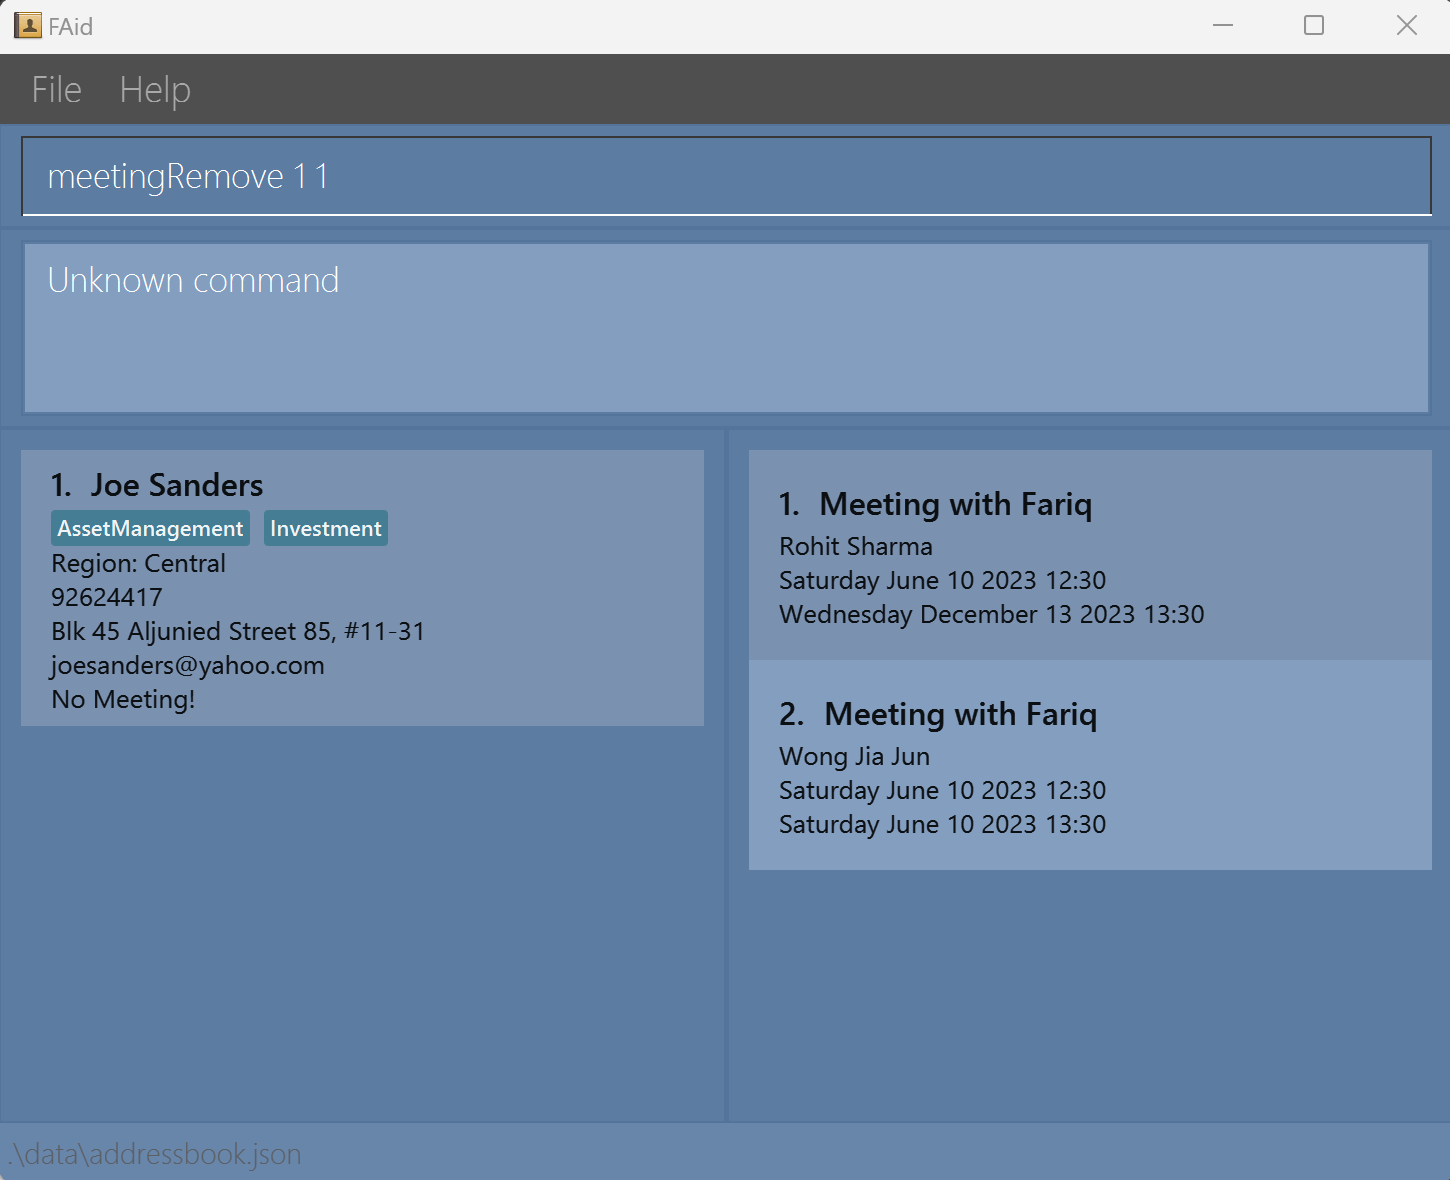 FAid
File Help
meetingRemove 1 1
Unknown command
1. Joe Sanders
AssetManagement Investment
Region: Central
92624417
Blk 45 Aljunied Street 85, #11-31
joesanders@yahoo.com
No Meeting!
1. Meeting with Fariq
Rohit Sharma
Saturday June 10 2023 12:30
Wednesday December 13 2023 13:30
2. Meeting with Fariq
Wong Jia Jun
Saturday June 10 2023 12:30
Saturday June 10 2023 13:30
.\data\addressbook.json